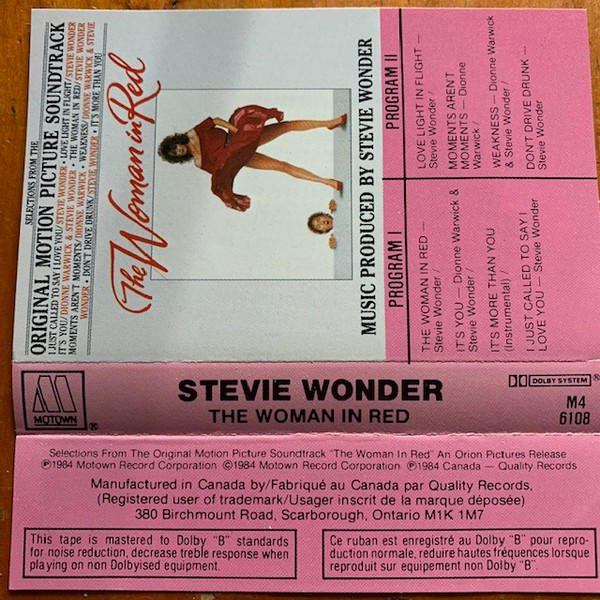 SELECTIONS FROM THE
ORIGINAL MOTION PICTURE SOUNDTRACK
I JUST CALLED TO SAY I LOVE YOU/STEVIE WONDER • LOVE LIGHT IN FLIGHT/STEVIE WONDER
IT'S YOU/DIONNE WARWICK & STEVIE WONDER • THE WOMAN IN RED/STEVIE WONDER
MOMENTS AREN'T MOMENTS/DIONNE WARWICK • WEAKNESS/DIONNE WARWICK & STEVIE
WONDER • DON'T DRIVE DRUNK/STEVIE WONDER • IT'S MORE THAN YOU
The Woman in Red
MUSIC PRODUCED BY STEVIE WONDER
PROGRAM I
THE WOMAN IN RED —
Stevie Wonder /
IT'S YOU — Dionne Warwick &
Stevie Wonder /
IT'S MORE THAN YOU
(Instrumental) /
I JUST CALLED TO SAY I
LOVE YOU — Stevie Wonder
PROGRAM II
LOVE LIGHT IN FLIGHT —
Stevie Wonder /
MOMENTS AREN'T
MOMENTS — Dionne
Warwick /
WEAKNESS — Dionne Warwick
& Stevie Wonder /
DON'T DRIVE DRUNK —
Stevie Wonder
MOTOWN ®
STEVIE WONDER
THE WOMAN IN RED
DOLBY SYSTEM ®
M4
6108
Selections From The Original Motion Picture Soundtrack "The Woman In Red" An Orion Pictures Release
℗1984 Motown Record Corporation ©1984 Motown Record Corporation ℗1984 Canada — Quality Records
Manufactured in Canada by/Fabriqué au Canada par Quality Records,
(Registered user of trademark/Usager inscrit de la marque déposée)
380 Birchmount Road, Scarborough, Ontario M1K 1M7
This tape is mastered to Dolby "B" standards
for noise reduction, decrease treble response when
playing on non Dolbyised equipment.
Ce ruban est enregistré au Dolby "B" pour repro-
duction normale, reduire hautes fréquences lorsque
reproduit sur equipement non Dolby "B".